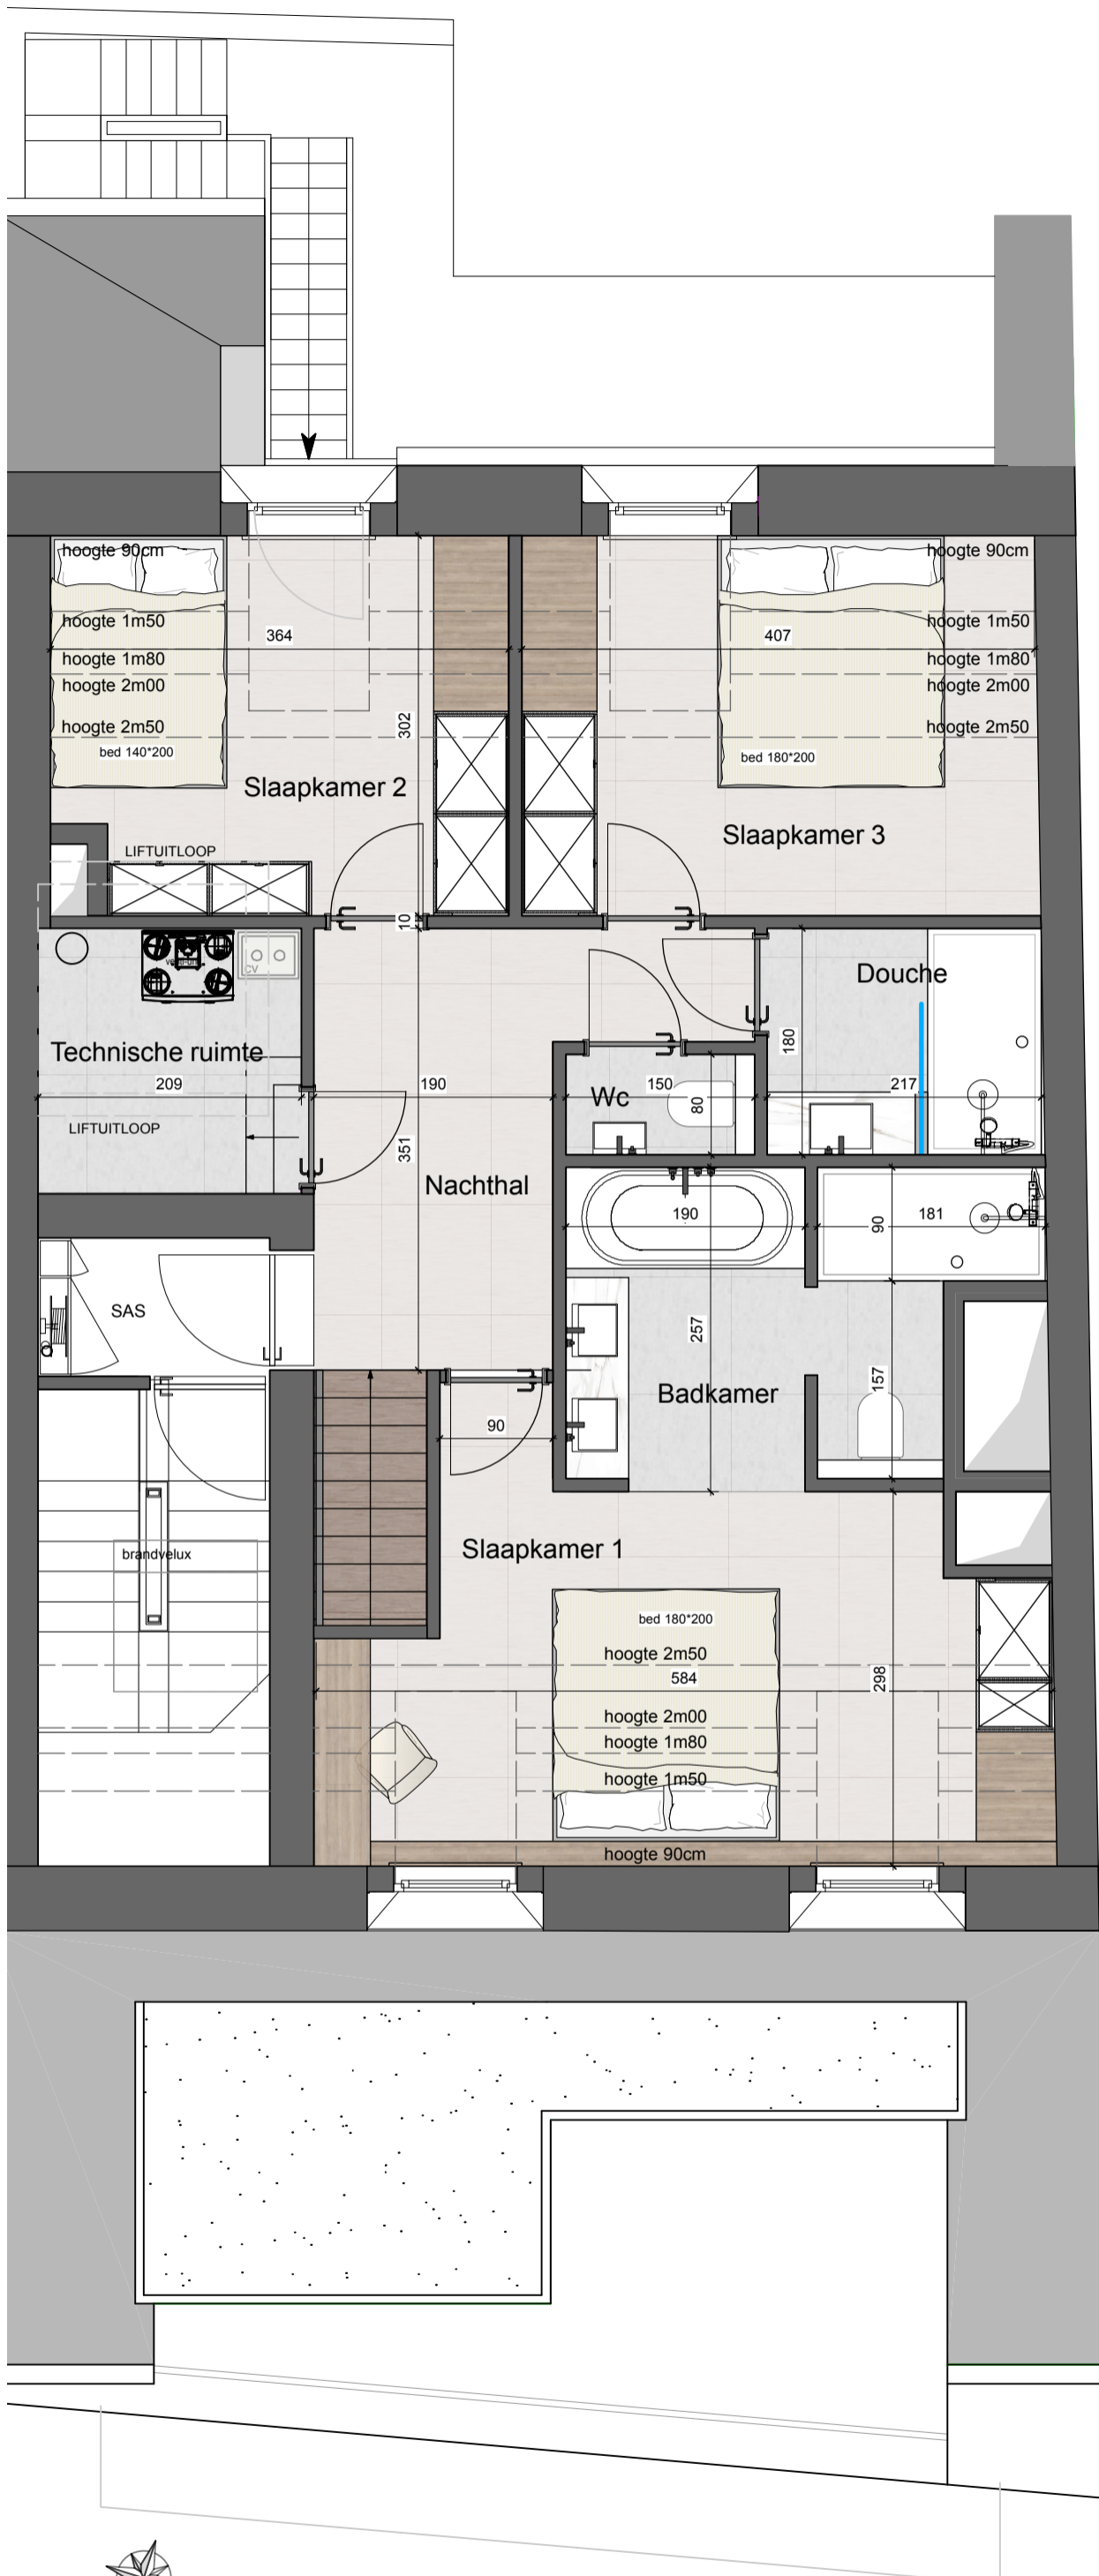 hoogte 90cm
hoogte 90cm
hoogte 1m50
hoogte 1m50
364
407
hoogte 1m80
hoogte 1m80
hoogte 2m00
hoogte 2m00
302
hoogte 2m50
hoogte 2m50
bed 140*200
bed 180*200
Slaapkamer 2
Slaapkamer 3
LIFTUITLOOP
10
CV
Douche
Technische ruimte
180
209
190
Wc
150
80
217
LIFTUITLOOP
351
Nachthal
190
90
181
SAS
257
157
Badkamer
90
brandvelux
Slaapkamer 1
bed 180*200
hoogte 2m50
584
298
hoogte 2m00
hoogte 1m80
hoogte 1m50
hoogte 90cm